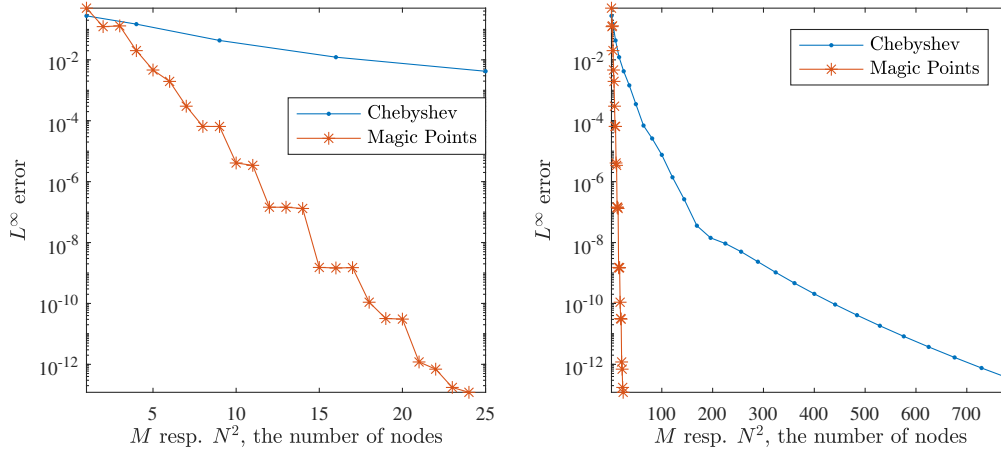 L^∞ error
10^-2
10^-4
10^-6
10^-8
10^-10
10^-12
5 10 15 20 25
M resp. N^2, the number of nodes
Chebyshev
Magic Points
L^∞ error
10^-2
10^-4
10^-6
10^-8
10^-10
10^-12
100 200 300 400 500 600 700
M resp. N^2, the number of nodes
Chebyshev
Magic Points